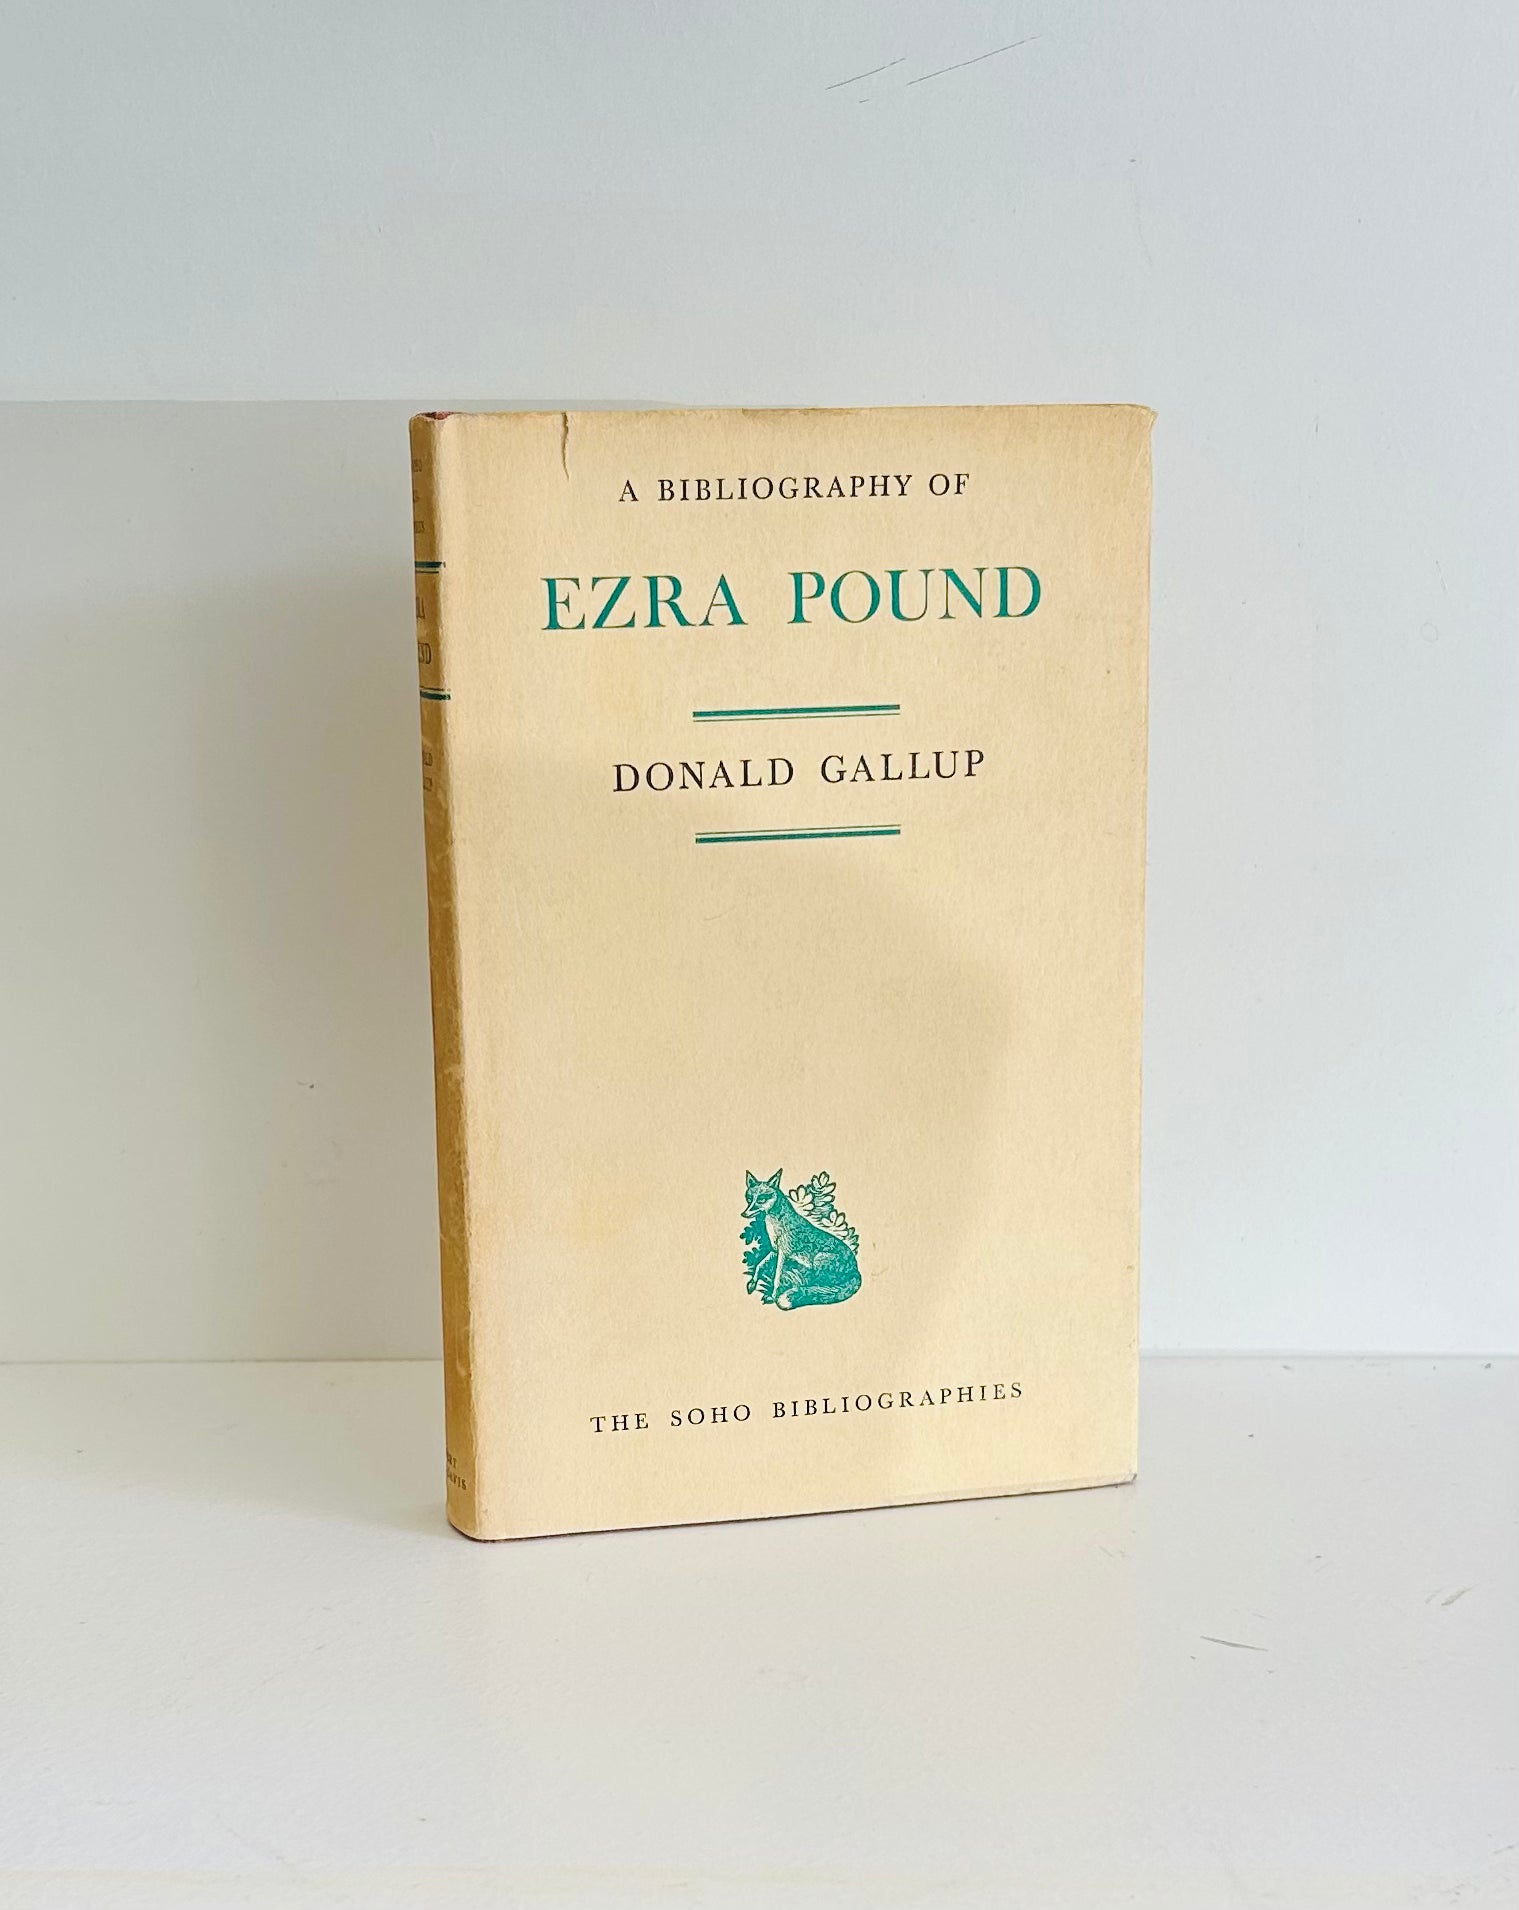 A BIBLIOGRAPHY OF
EZRA POUND
DONALD GALLUP
THE SOHO BIBLIOGRAPHIES